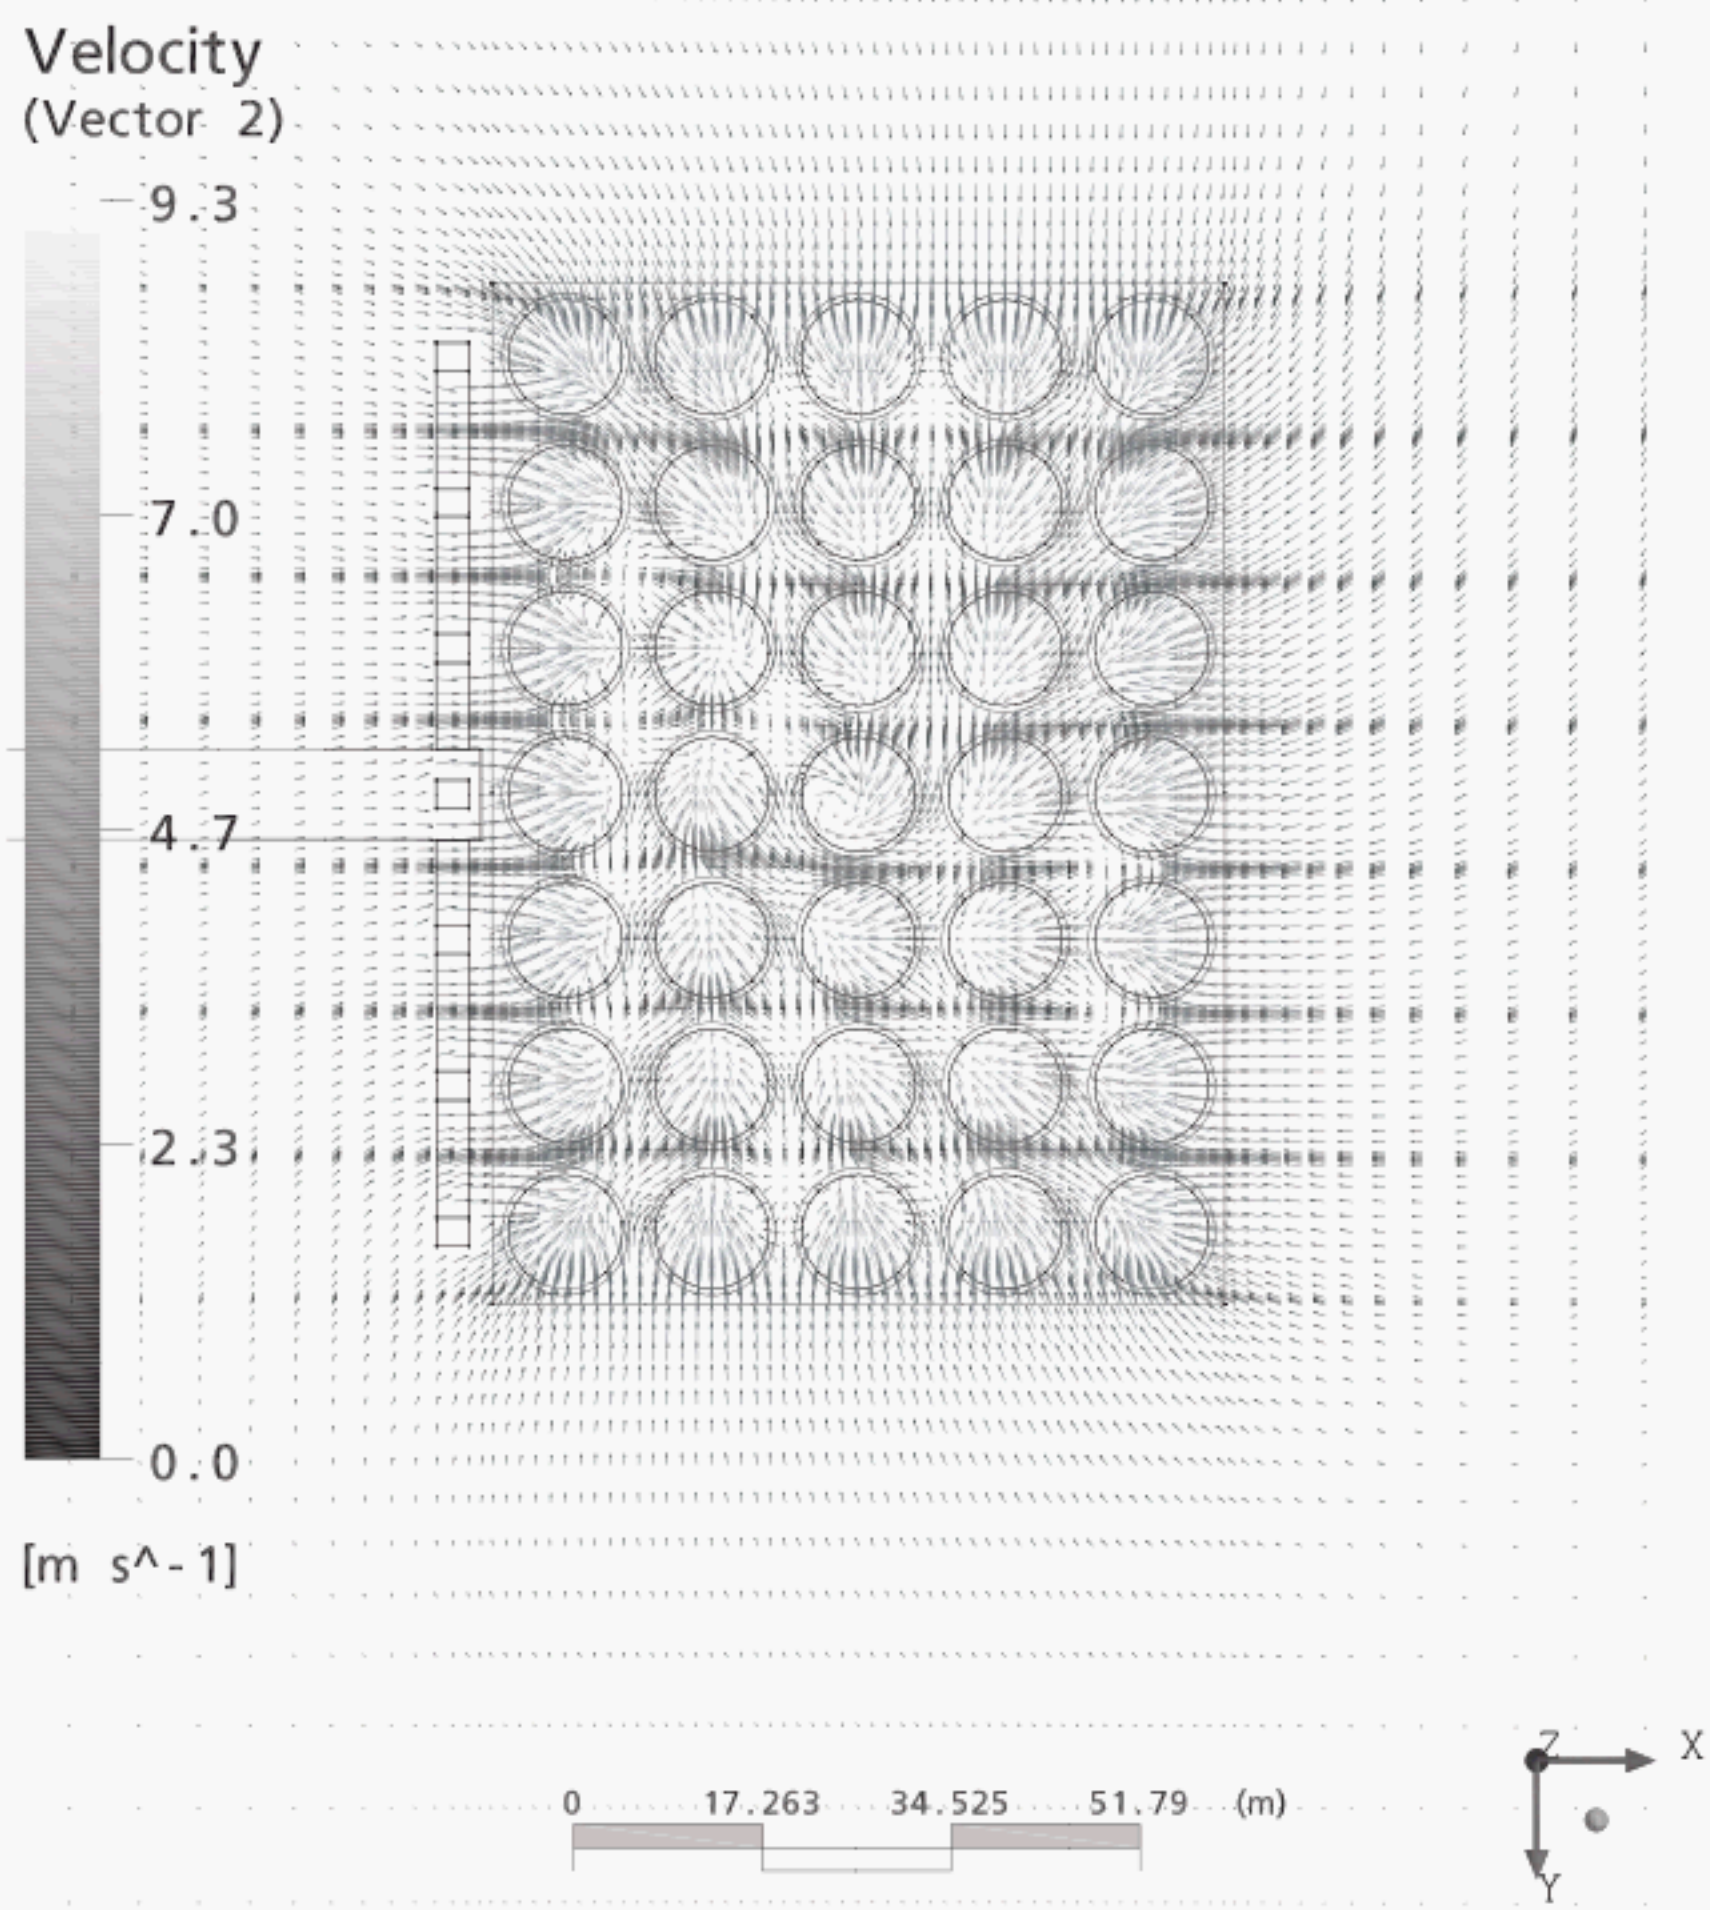 Velocity
(Vector 2)
9.3
7.0
4.7
2.3
0.0
[m s^-1]
0 17.263 34.525 51.79 (m)
Z
X
Y